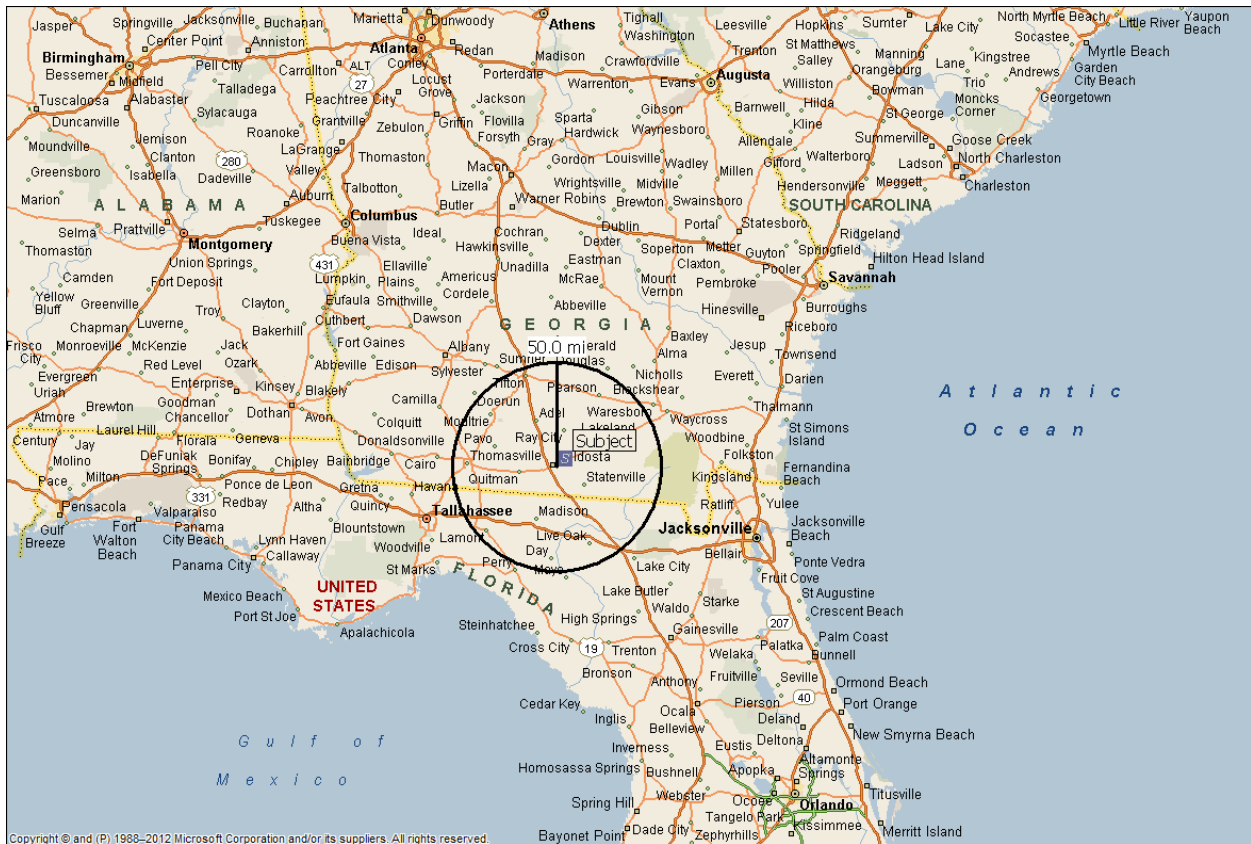 Jasper
Springville
Jacksonville
Buchanan
Marietta
Dunwoody
Athens
Tighall
Washington
Leesville
Hopkins
Sumter
Lake City
North Myrtle Beach
Little River
Yaupon Beach
Birmingham
Center Point
Anniston
Atlanta
Redan
Madison
Crawfordville
Trenton
St Matthews
Manning
Socastee
Bessemer
Midfield
Pell City
Carrollton
ALT
27
Conley
Locust Grove
Porterdale
Warrenton
Evans
Augusta
Salley
Orangeburg
Lane
Kingstree
Myrtle Beach
Garden City Beach
Tuscaloosa
Alabaster
Talladega
Peachtree City
Jackson
Williston
Bowman
Trio
Andrews
Duncanville
Sylacauga
Grantville
Griffin
Flovilla
Sparta
Gibson
Barnwell
Hilda
St George
Moncks Corner
Georgetown
Moundville
Jemison
Roanoke
Zebulon
Forsyth
Gray
Hardwick
Waynesboro
Kline
Summerville
Goose Creek
Greensboro
Clanton
280
LaGrange
Thomaston
Macon
Gordon
Louisville
Wadley
Millen
Allendale
Gifford
Walterboro
Ladson
North Charleston
Isabella
Dadeville
Valley
Talbotton
Lizella
Wrightsville
Midville
Hendersonville
Meggett
Charleston
Marion
ALABAMA
Auburn
Butler
Warner Robins
Brewton
Swainsboro
SOUTH CAROLINA
Selma
Prattville
Tuskegee
Columbus
Ideal
Cochran
Dublin
Portal
Statesboro
Ridgeland
Thomaston
Montgomery
Buena Vista
Hawkinsville
Dexter
Soperton
Metter
Guyton
Springfield
Hilton Head Island
Camden
Union Springs
431
Ellaville
Unadilla
Eastman
Claxton
Pooler
Yellow Bluff
Fort Deposit
Lumpkin
Plains
Americus
McRae
Mount Vernon
Pembroke
Savannah
Greenville
Clayton
Eufaula
Smithville
Cordele
Abbeville
Hinesville
Burroughs
Chapman
Luverne
Troy
Bakerhill
Cuthbert
Dawson
GEORGIA
Baxley
Riceboro
Frisco City
Monroeville
McKenzie
Jack
Fort Gaines
Albany
50.0 mi
erald
Alma
Jesup
Townsend
Red Level
Ozark
Abbeville
Edison
Sylvester
Sumner
Douglas
Evergreen
Enterprise
Kinsey
Blakely
Tifton
Pearson
Nicholls
Blackshear
Everett
Darien
Uriah
Goodman
Camilla
Doerun
Atlantic
Ocean
Brewton
Chancellor
Dothan
Avon
Colquitt
Moultrie
Adel
Waresboro
Waycross
Thalmann
Atmore
Laurel Hill
Lakeland
St Simons Island
Century
Jay
Florala
Geneva
Donaldsonville
Pavo
Ray City
Subject
Woodbine
Molino
DeFuniak Springs
Bonifay
Chipley
Bainbridge
Cairo
Thomasville
S
ldosta
Folkston
Pace
Milton
Ponce de Leon
Gretna
Havana
Quitman
Statenville
Kingsland
Fernandina Beach
Pensacola
331
Redbay
Altha
Quincy
Madison
Ratliff
Yulee
Gulf Breeze
Fort Walton Beach
Valparaiso
Panama City Beach
Blountstown
Tallahassee
Jacksonville
Jacksonville Beach
Lynn Haven
Callaway
Woodville
Lamont
Live Oak
Day
Bellair
Panama City
St Marks
Perry
Mayo
Lake City
Ponte Vedra
Fruit Cove
Mexico Beach
UNITED STATES
FLORIDA
Lake Butler
Starke
St Augustine
Port St Joe
Waldo
Crescent Beach
Apalachicola
Steinhatchee
High Springs
207
Gainesville
Palm Coast
Cross City
19
Trenton
Palatka
Bunnell
Bronson
Welaka
Anthony
Fruitville
Seville
Ormond Beach
Cedar Key
Ocala
Pierson
40
Port Orange
Inglis
Belleview
Deland
New Smyrna Beach
Gulf of
Mexico
Inverness
Eustis
Deltona
Homosassa Springs
Bushnell
Apopka
Altamonte Springs
Webster
Ocoee
Orlando
Titusville
Spring Hill
Tangelo Park
Bayonet Point
Dade City
Zephyrhills
Kissimmee
Merritt Island
Copyright © and (P) 1988–2012 Microsoft Corporation and/or its suppliers. All rights reserved.